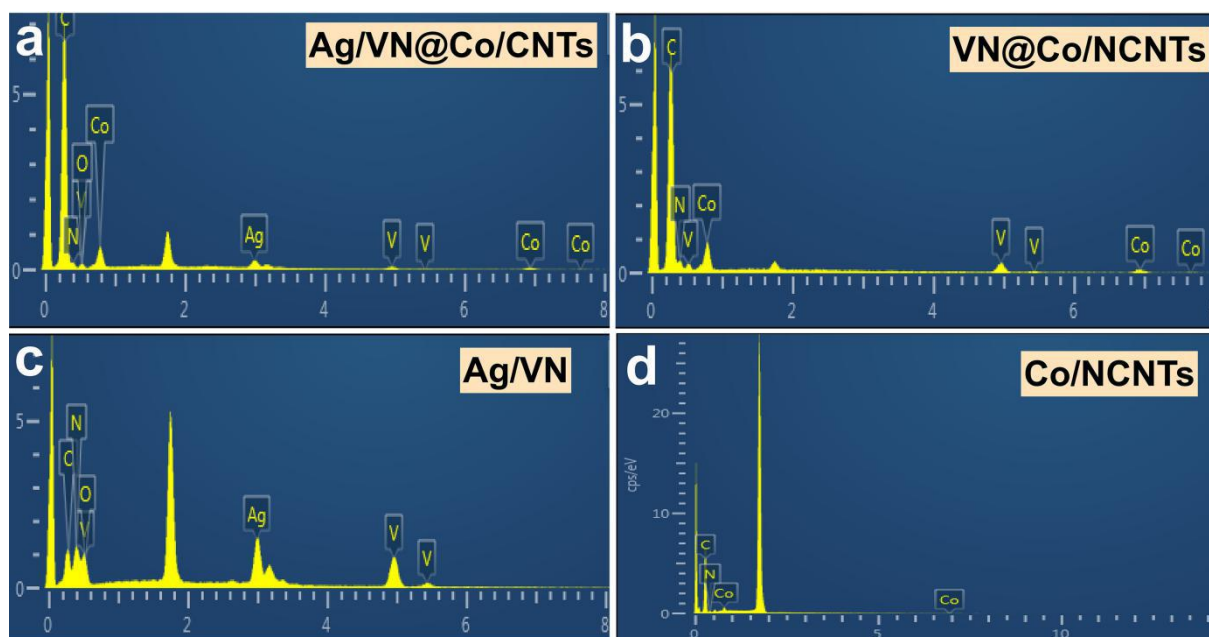 a Ag/VN@Co/CNTs
C
5
Co
O
V
N
Ag
V
V
Co
Co
0
0 2 4 6 8
b VN@Co/NCNTs
C
5
N
Co
V
V
V
Co
Co
0
0 2 4 6
c Ag/VN
5
N
C
O
V
Ag
V
V
0
0 2 4 6 8
d Co/NCNTs
20
cps/eV
10
C
N
Co
Co
0
0 5 10